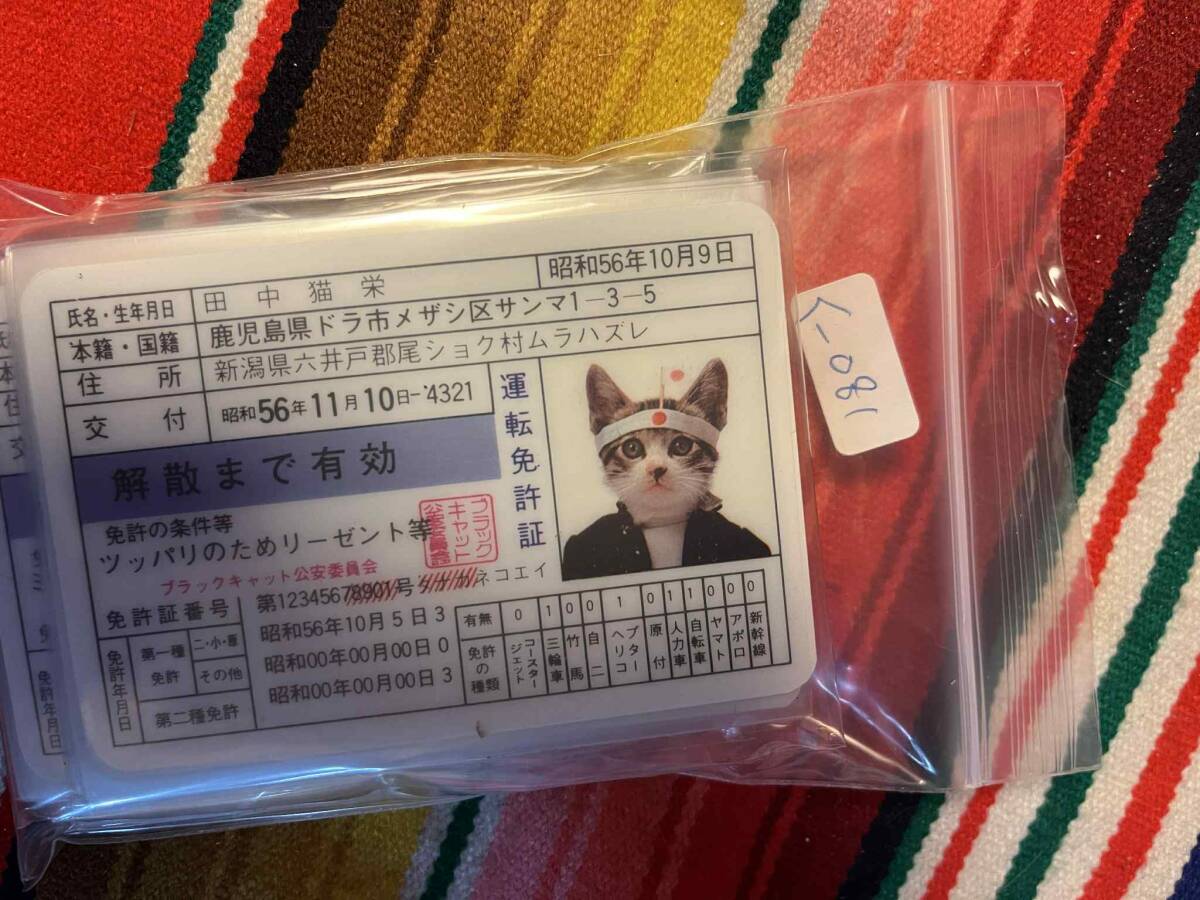 氏名・生年月日 田中猫栄 昭和56年10月9日
本籍・国籍 鹿児島県ドラ市メザシ区サンマ1-3-5
住所 新潟県六井戸郡尾ショク村ムラハズレ
交付 昭和56年11月10日-'4321
解散まで有効
免許の条件等
ツッパリのためリーゼント等
ブラックキャット公安委員会
運転免許証
ブラックキャット公安委員会
免許証番号 第12345678901号タナカネコエイ
免許年月日
第一種免許 二・小・原 昭和56年10月5日3
その他 昭和00年00月00日0
第二種免許 昭和00年00月00日3
有無 0 1 0 0 1 0 1 1 0 0 0
免許の種類 ジェットコースター 三輪車 竹馬 自二 ヘリコプター 原付 人力車 自転車 ヤマト アポロ 新幹線
く-081